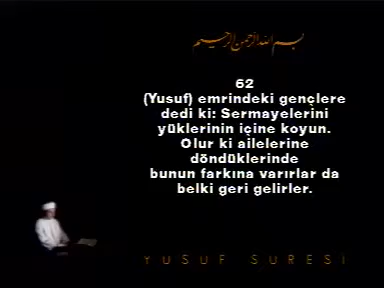 بسم الله الرحمن الرحيم
62
(Yusuf) emrindeki gençlere
dedi ki: Sermayelerini
yüklerinin içine koyun.
Olur ki ailelerine
döndüklerinde
bunun farkına varırlar da
belki geri gelirler.
YUSUF SURESİ